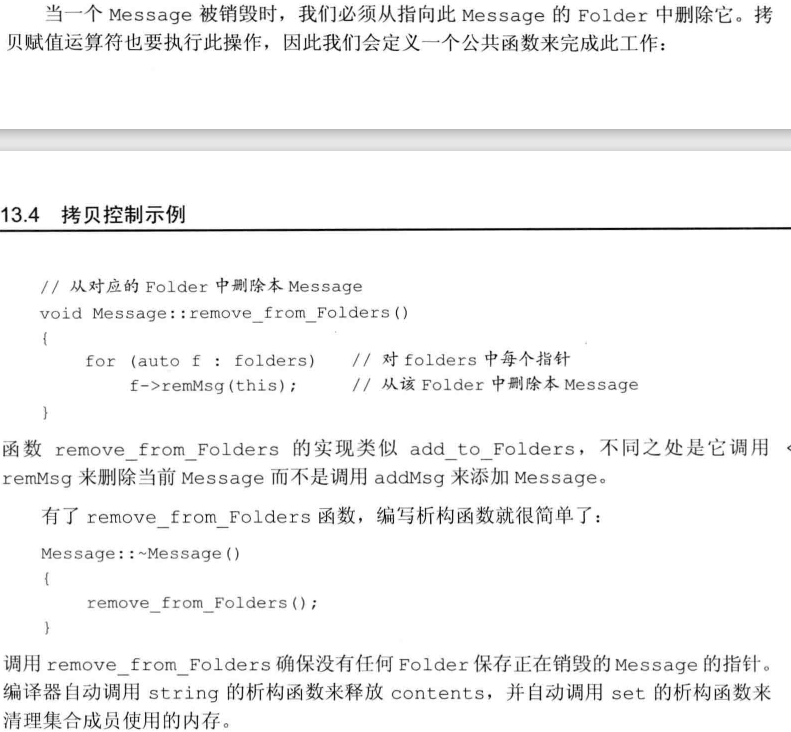 当一个 Message 被销毁时，我们必须从指向此 Message 的 Folder 中删除它。拷
贝赋值运算符也要执行此操作，因此我们会定义一个公共函数来完成此工作：
13.4 拷贝控制示例
// 从对应的 Folder 中删除本 Message
void Message::remove_from_Folders()
{
    for (auto f : folders)    // 对 folders 中每个指针
        f->remMsg(this);      // 从该 Folder 中删除本 Message
}
函数 remove_from_Folders 的实现类似 add_to_Folders，不同之处是它调用 <
remMsg 来删除当前 Message 而不是调用 addMsg 来添加 Message。
有了 remove_from_Folders 函数，编写析构函数就很简单了：
Message::~Message()
{
    remove_from_Folders();
}
调用 remove_from_Folders 确保没有任何 Folder 保存正在销毁的 Message 的指针。
编译器自动调用 string 的析构函数来释放 contents，并自动调用 set 的析构函数来
清理集合成员使用的内存。